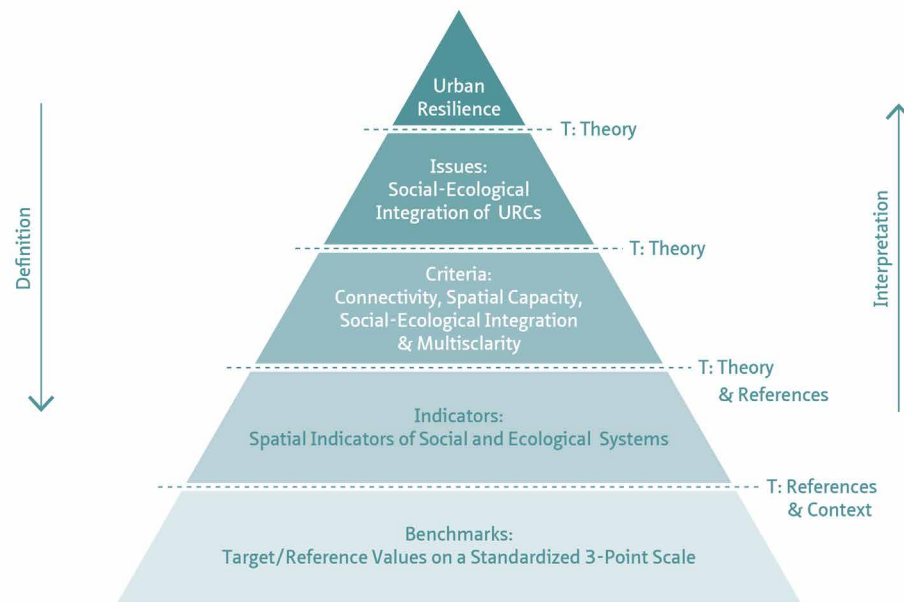 Urban
Resilience
T: Theory
Issues:
Social-Ecological
Integration of URCs
T: Theory
Criteria:
Connectivity, Spatial Capacity,
Social-Ecological Integration
& Multisclarity
T: Theory
& References
Indicators:
Spatial Indicators of Social and Ecological Systems
T: References
& Context
Benchmarks:
Target/Reference Values on a Standardized 3-Point Scale
Definition
Interpretation